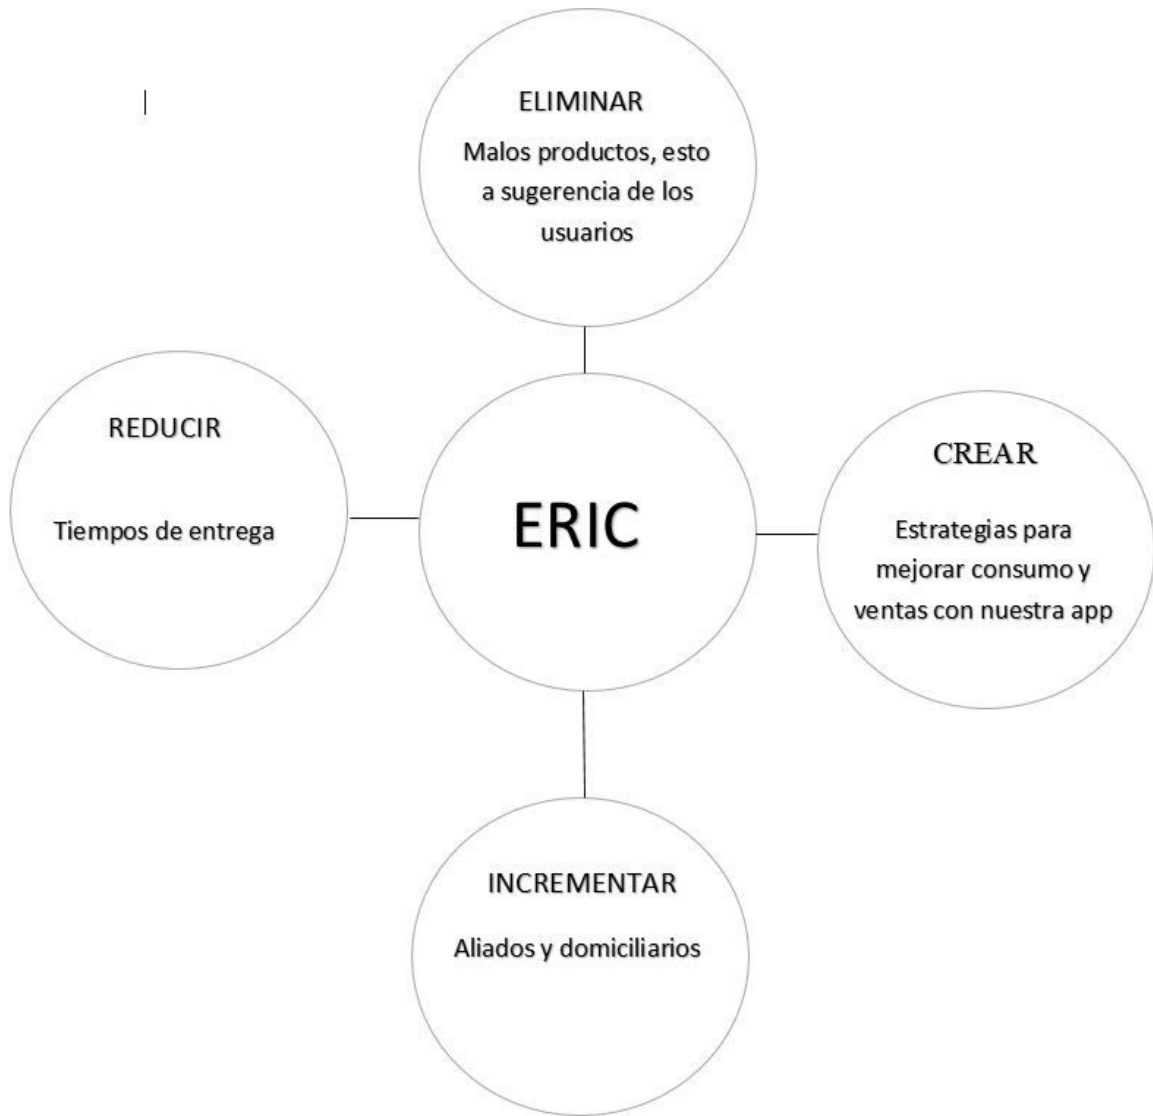 ELIMINAR
Malos productos, esto
a sugerencia de los
usuarios
REDUCIR
Tiempos de entrega
ERIC
CREAR
Estrategias para
mejorar consumo y
ventas con nuestra app
INCREMENTAR
Aliados y domiciliarios